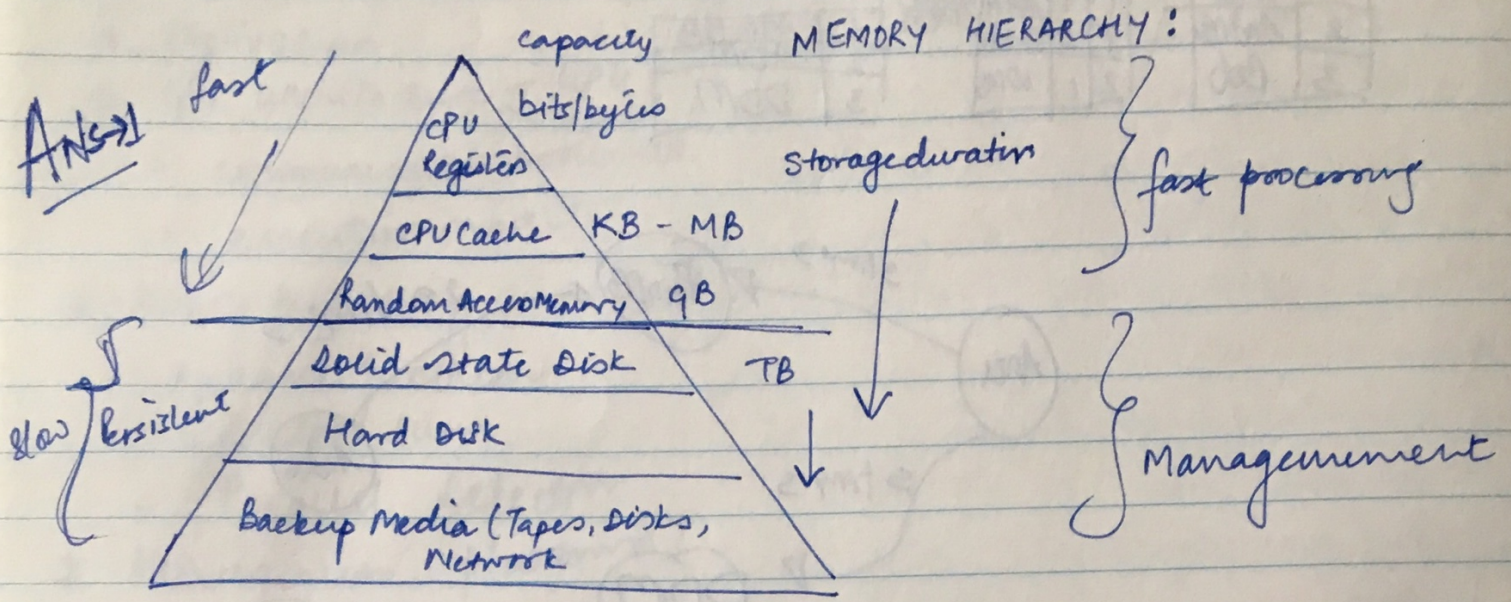 capacity
MEMORY HIERARCHY :
fast
Ans→1
bits/bytes
CPU
Registers
Storage duration
fast processing
CPU Cache
KB - MB
Random Access Memory
GB
Solid State Disk
TB
slow
Persistent
Hard Disk
Managemement
Backup Media (Tapes, Disks,
Network